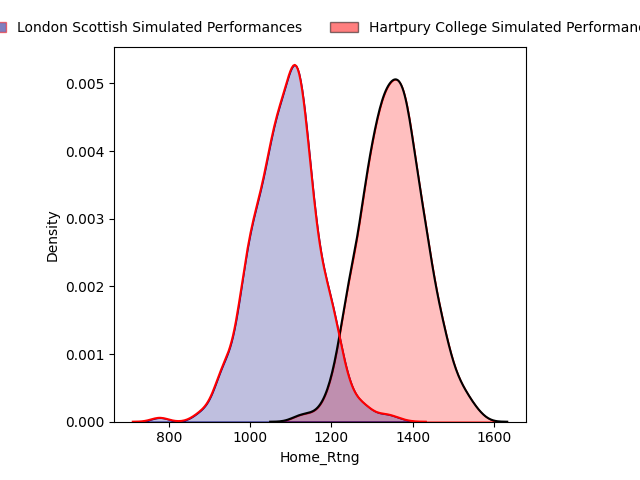 London Scottish Simulated Performances
Hartpury College Simulated Performan
0.005
0.004
0.003
0.002
0.001
0.000
Density
800 1000 1200 1400 1600
Home_Rtng